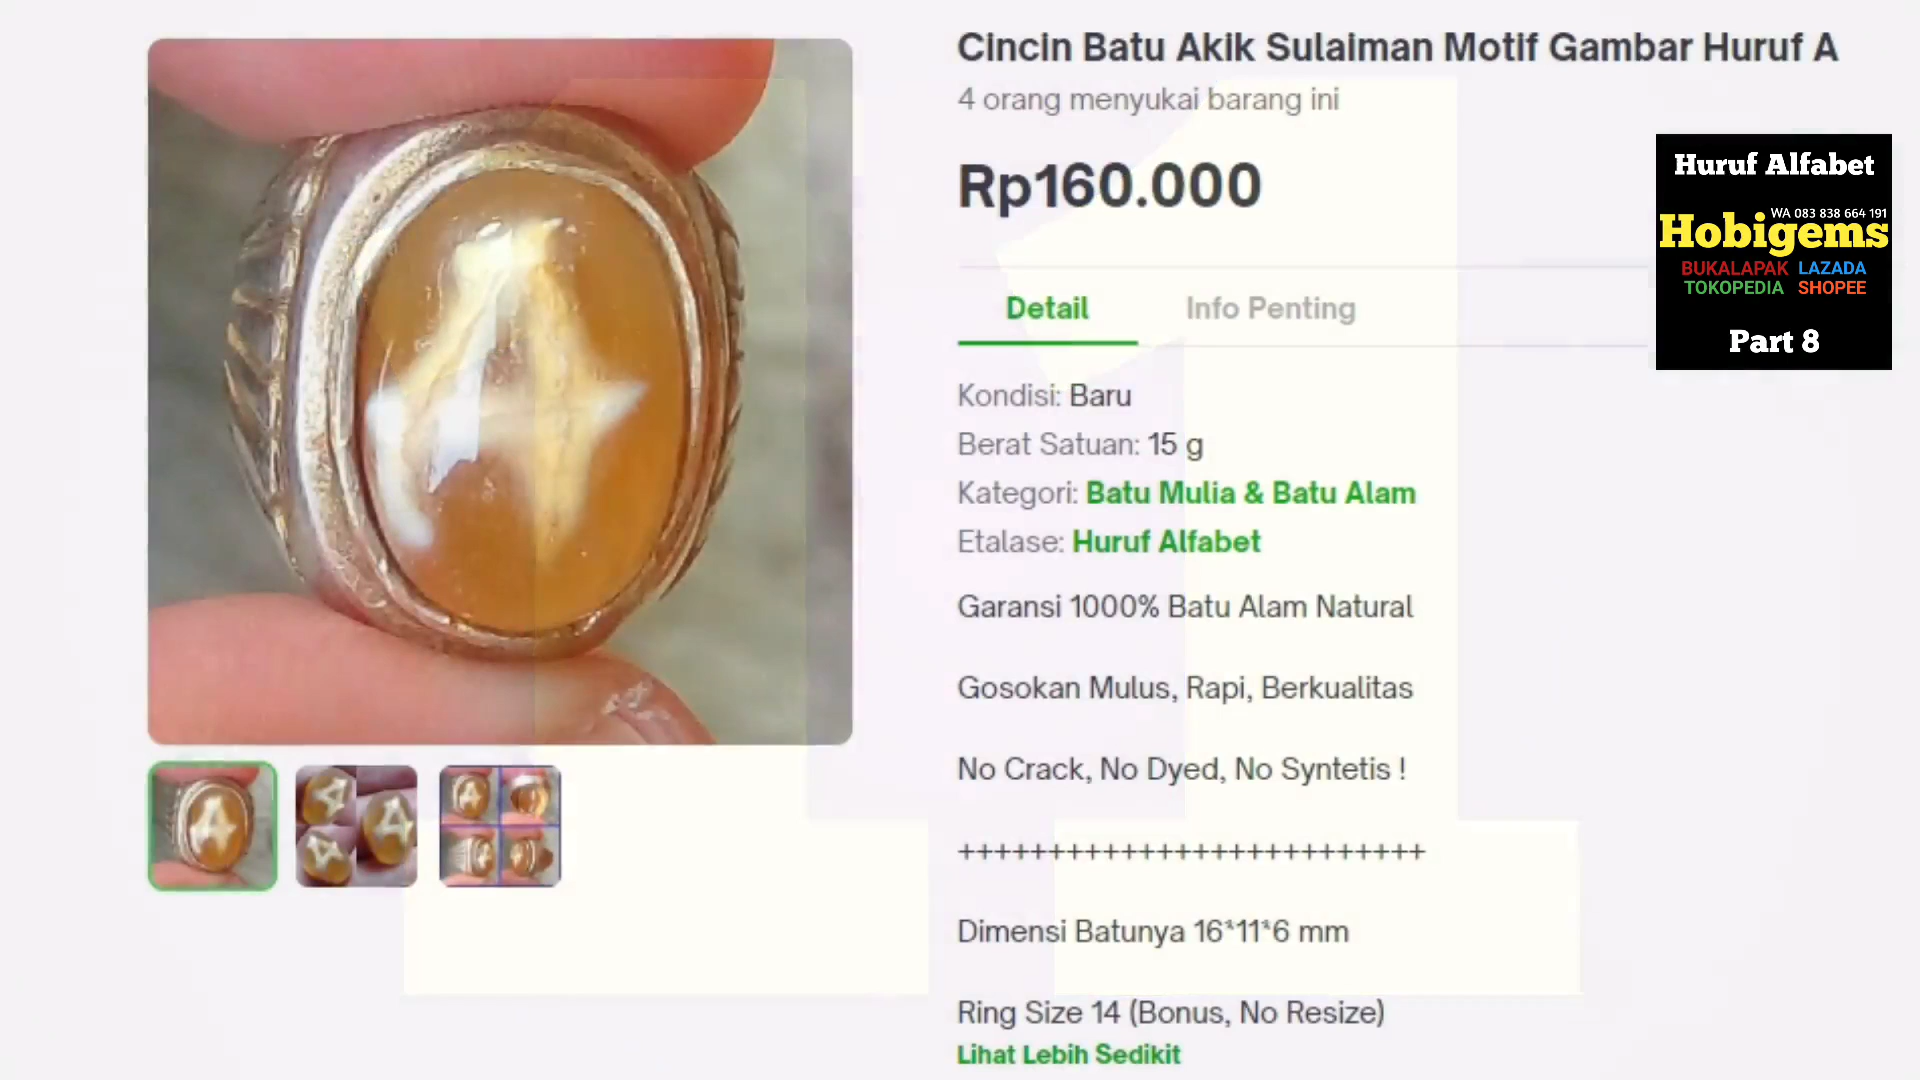 Cincin Batu Akik Sulaiman Motif Gambar Huruf A
4 orang menyukai barang ini
Rp160.000
Huruf Alfabet
WA 083 838 664 191
Hobigems
BUKALAPAK LAZADA
TOKOPEDIA SHOPEE
Part 8
Detail Info Penting
Kondisi: Baru
Berat Satuan: 15 g
Kategori: Batu Mulia & Batu Alam
Etalase: Huruf Alfabet
Garansi 1000% Batu Alam Natural
Gosokan Mulus, Rapi, Berkualitas
No Crack, No Dyed, No Syntetis !
++++++++++++++++++++++++++
Dimensi Batunya 16*11*6 mm
Ring Size 14 (Bonus, No Resize)
Lihat Lebih Sedikit